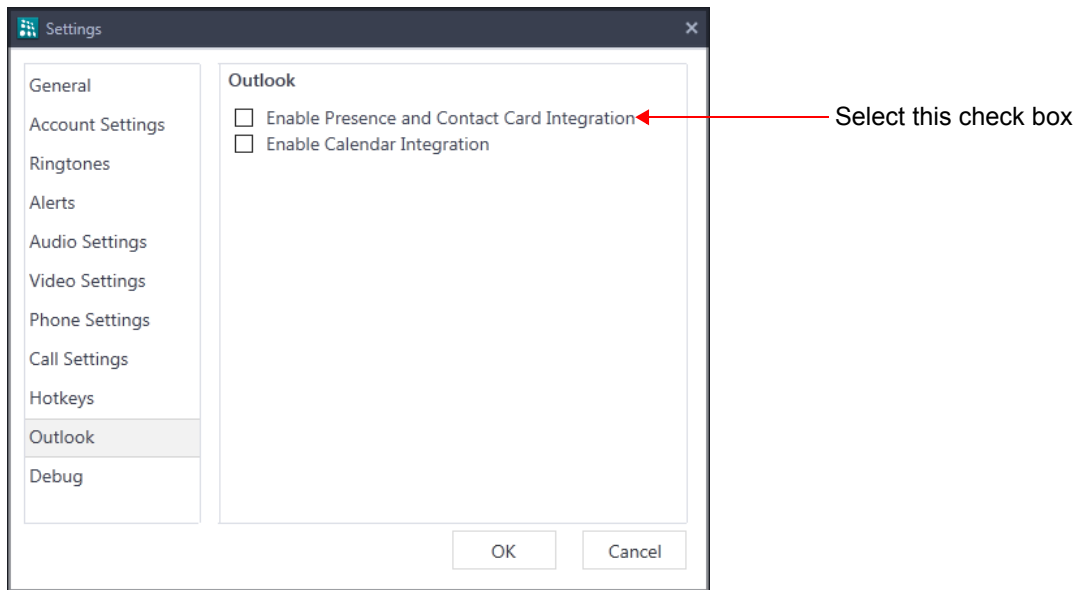 Settings
General
Account Settings
Ringtones
Alerts
Audio Settings
Video Settings
Phone Settings
Call Settings
Hotkeys
Outlook
Debug
Outlook
Enable Presence and Contact Card Integration
Enable Calendar Integration
Select this check box
OK
Cancel